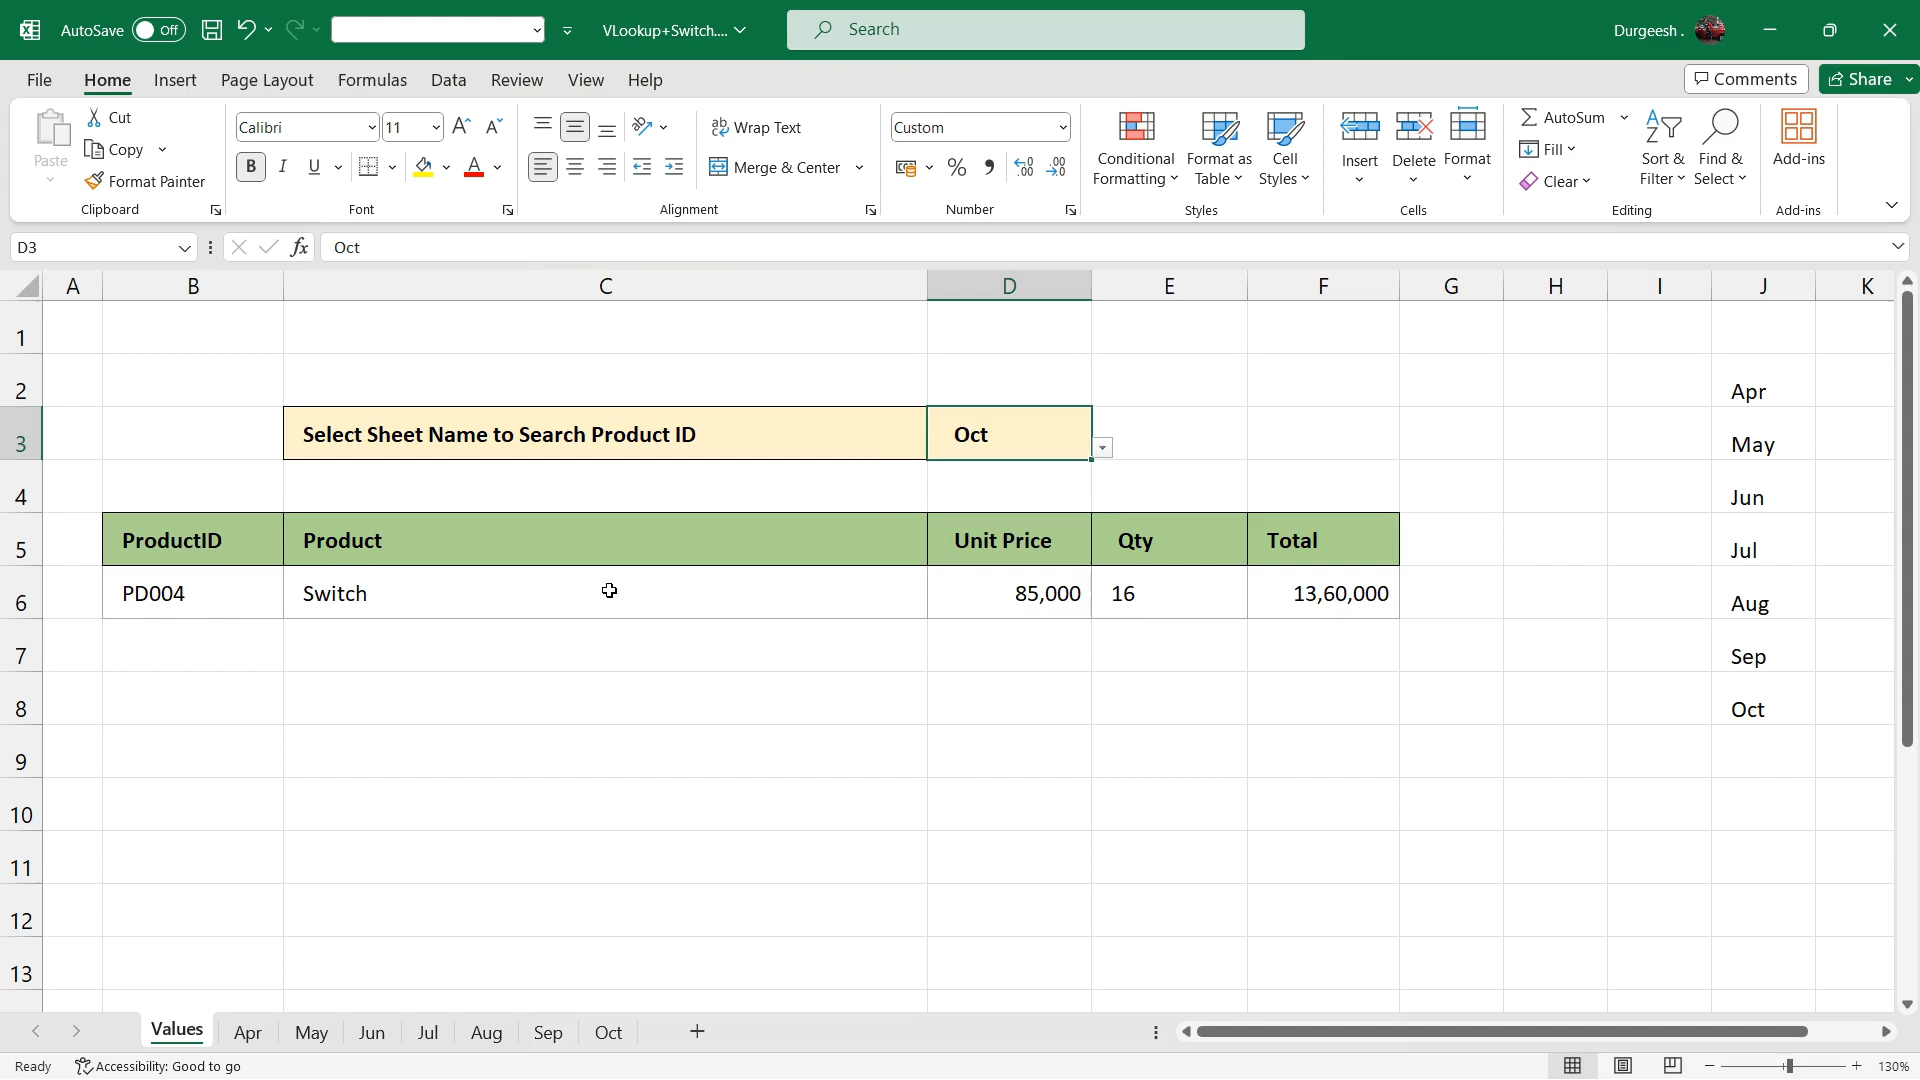 AutoSave Off VLookup+Switch.... Search Durgeesh .
File Home Insert Page Layout Formulas Data Review View Help Comments Share
Paste Cut Copy Format Painter Clipboard
Calibri 11 B I U A Font
ab Wrap Text Merge & Center Alignment
Custom % Number
Conditional Formatting Format as Table Cell Styles Styles
Insert Delete Format Cells
AutoSum Fill Clear Sort & Filter Find & Select Editing
Add-ins Add-ins
D3 fx Oct
A B C D E F G H I J K
1
2 Apr
3 Select Sheet Name to Search Product ID Oct May
4 Jun
5 ProductID Product Unit Price Qty Total Jul
6 PD004 Switch 85,000 16 13,60,000 Aug
7 Sep
8 Oct
9
10
11
12
13
Values Apr May Jun Jul Aug Sep Oct
Ready Accessibility: Good to go 130%